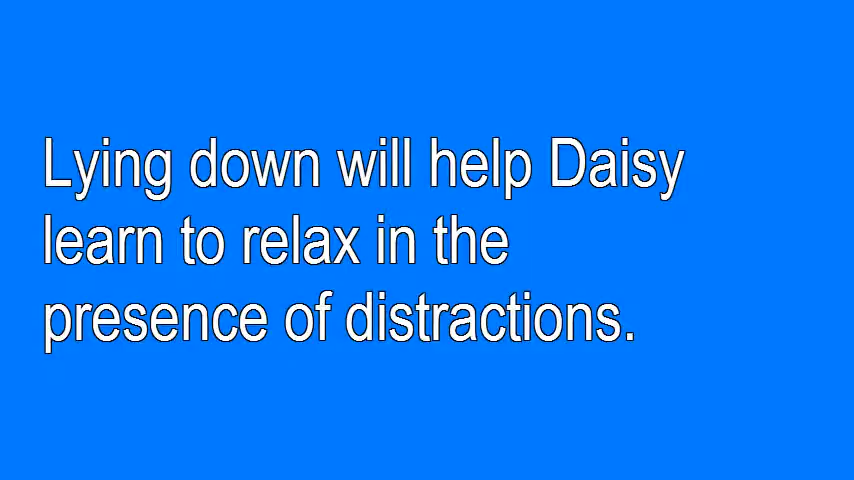 Lying down will help Daisy
learn to relax in the
presence of distractions.